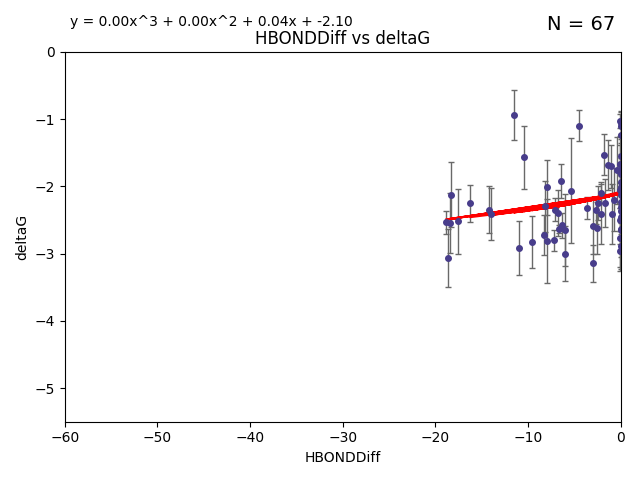 y = 0.00x^3 + 0.00x^2 + 0.04x + -2.10
N = 67
HBONDDiff vs deltaG
0
−1
−2
−3
−4
−5
deltaG
−60 −50 −40 −30 −20 −10 0
HBONDDiff